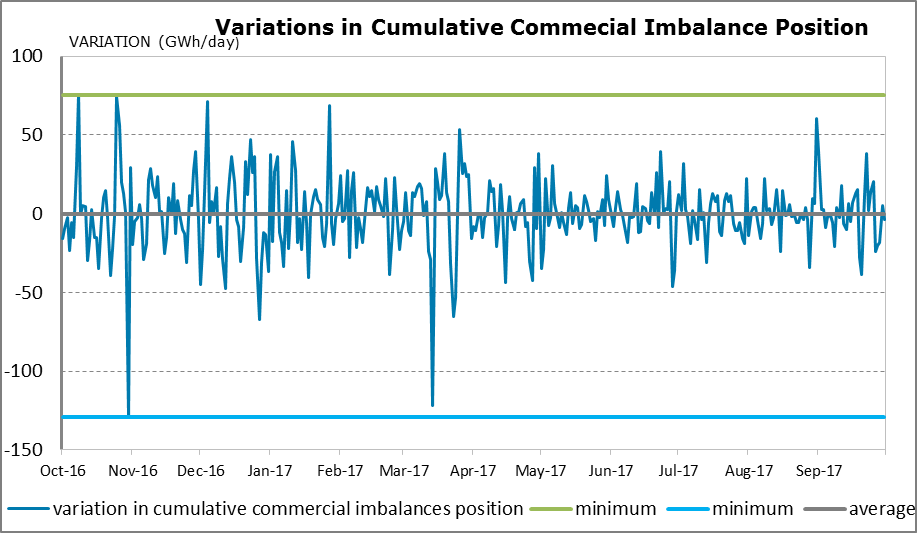 Variations in Cumulative Commecial Imbalance Position
VARIATION (GWh/day)
100
50
0
-50
-100
-150
Oct-16 Nov-16 Dec-16 Jan-17 Feb-17 Mar-17 Apr-17 May-17 Jun-17 Jul-17 Aug-17 Sep-17
variation in cumulative commercial imbalances position minimum minimum average